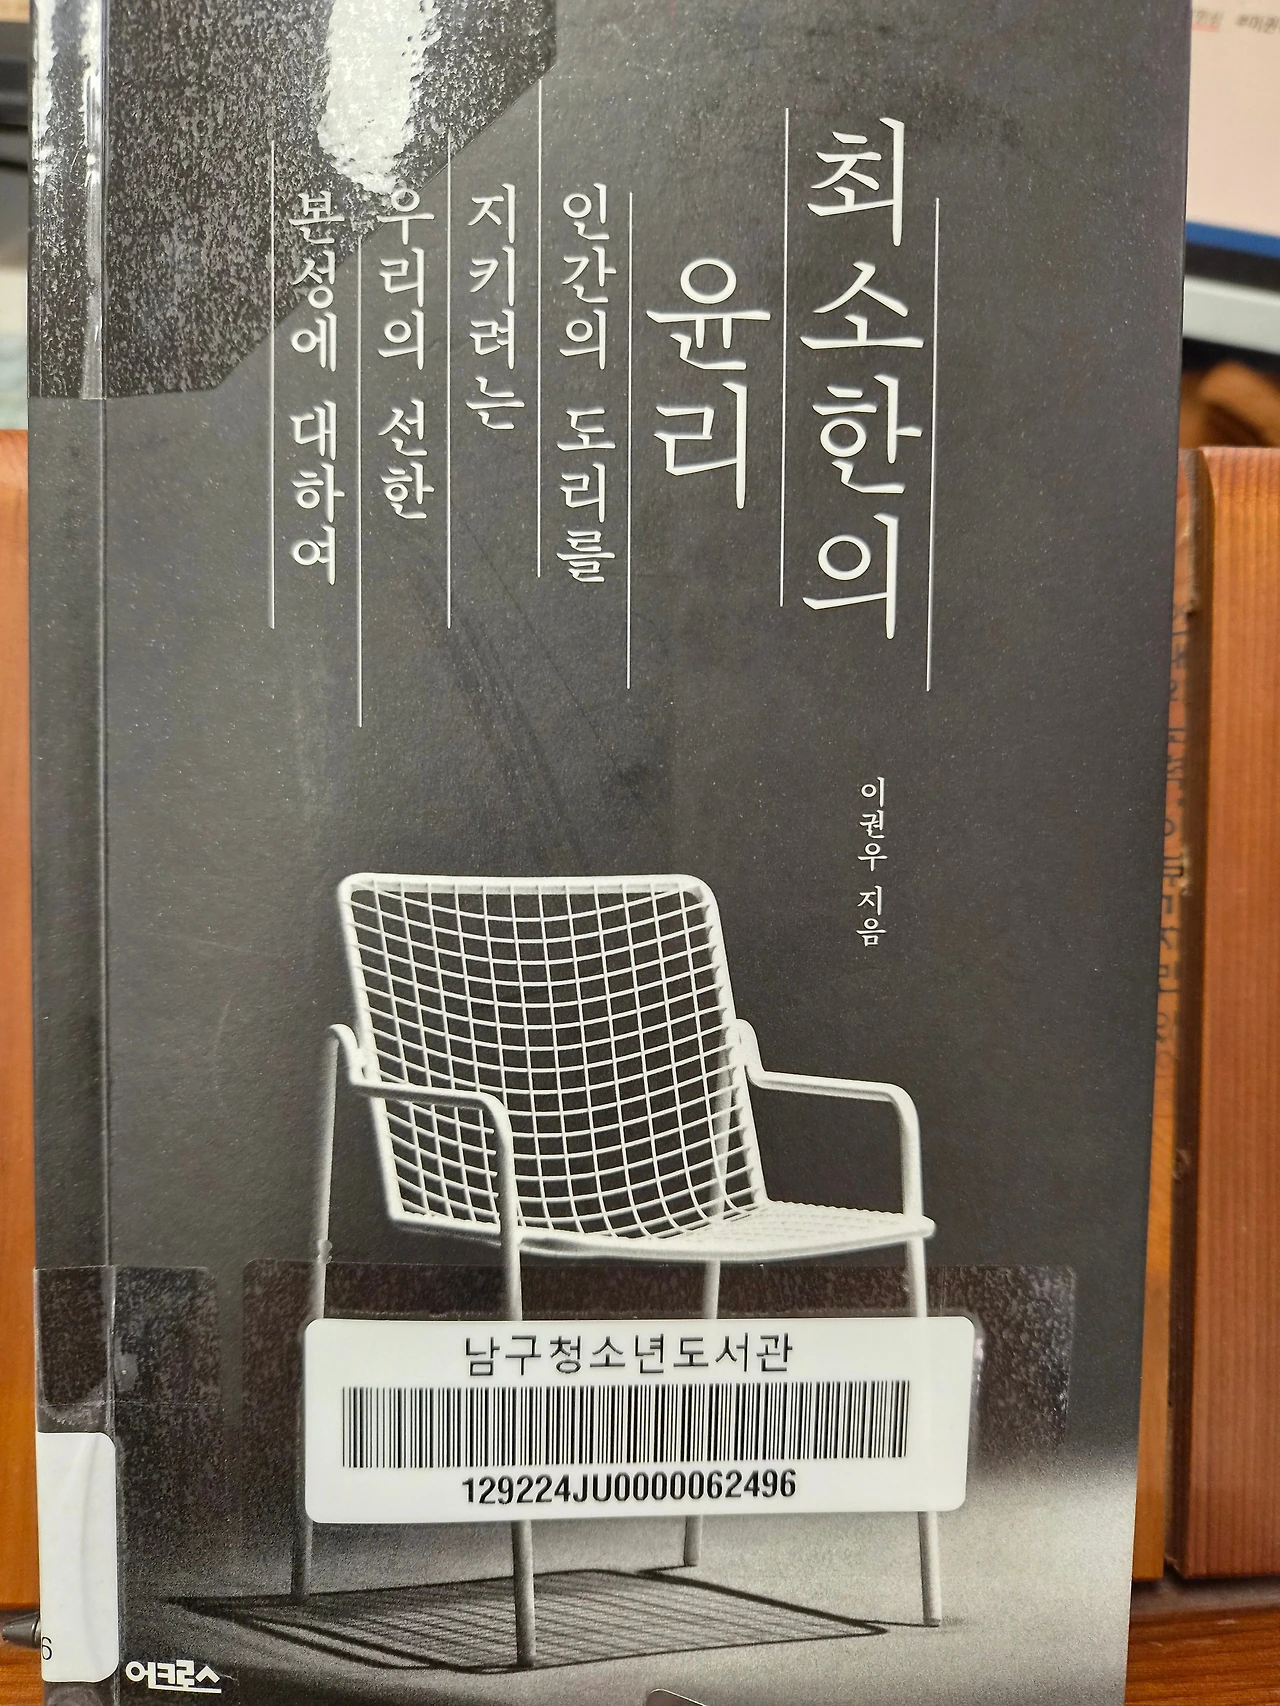 최소한의
윤리
인간의 도리를
지키려는
우리의 선한
본성에 대하여
이권우 지음
남구청소년도서관
129224JU0000062496
6
어크로스